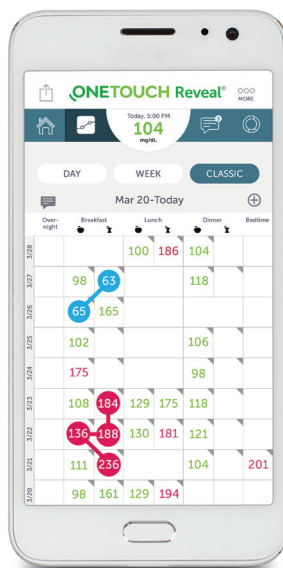 ONETOUCH Reveal®
MORE
Today, 5:00 PM
104
mg/dL
DAY WEEK CLASSIC
Mar 20-Today
Over-night Breakfast Lunch Dinner Bedtime
3/28 100 186 104
3/27 98 63 118
3/26 65 165
3/25 102 106
3/24 175 98
3/23 108 184 129 175 118
3/22 136 188 130 181 121
3/21 111 236 104 201
3/20 98 161 129 194